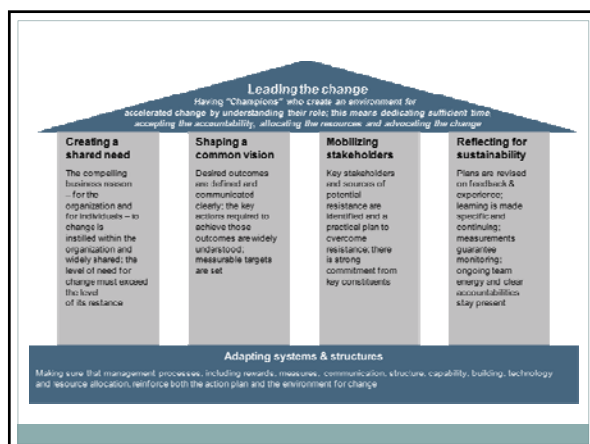 Leading the change
Having "Champions" who create an environment for
accelerated change by understanding their role; this means dedicating sufficient time,
accepting the accountability, allocating the resources and advocating the change
Creating a
shared need
The compelling
business reason
– for the
organization and
for individuals – to
change is
instilled within the
organization and
widely shared; the
level of need for
change must exceed
the level
of its restance
Shaping a
common vision
Desired outcomes
are defined and
communicated
clearly; the key
actions required to
achieve those
outcomes are widely
understood;
measurable targets
are set
Mobilizing
stakeholders
Key stakeholders
and sources of
potential
resistance are
identified and a
practical plan to
overcome
resistance; there
is strong
commitment from
key constituents
Reflecting for
sustainability
Plans are revised
on feedback &
experience;
learning is made
specific and
continuing;
measurements
guarantee
monitoring;
ongoing team
energy and clear
accountabilities
stay present
Adapting systems & structures
Making sure that management processes, including rewards, measures, communication, structure, capability, building, technology
and resource allocation, reinforce both the action plan and the environment for change